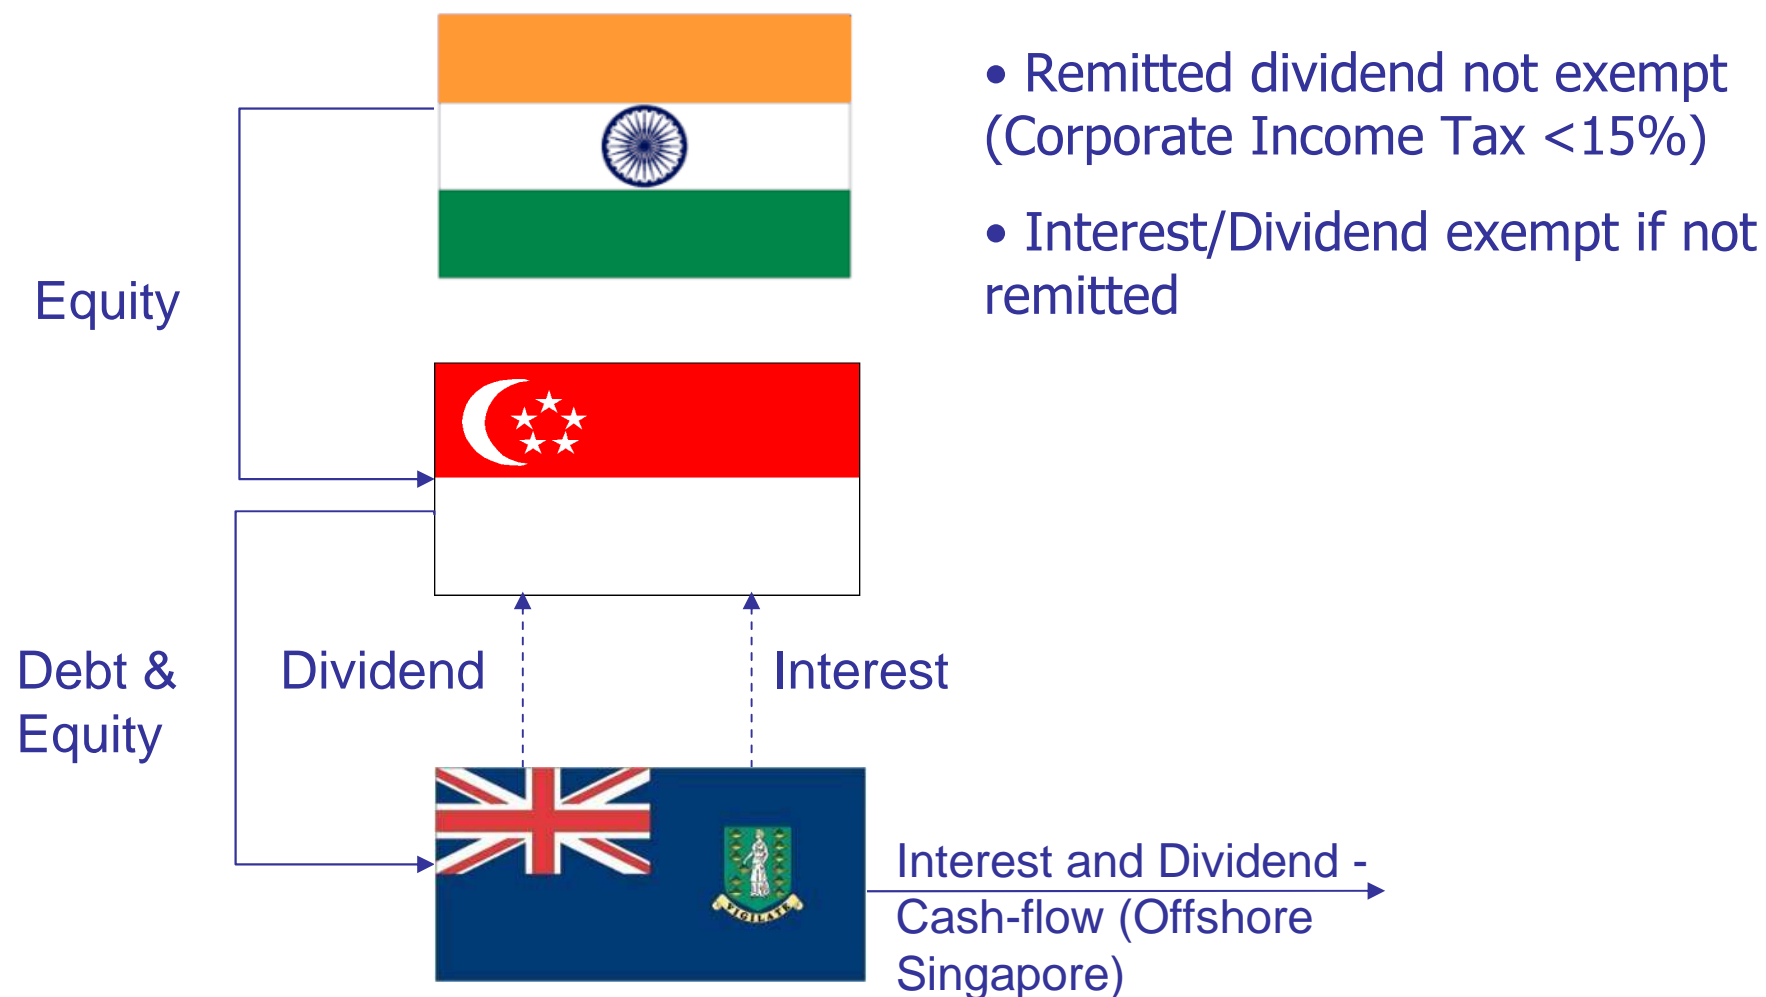 • Remitted dividend not exempt
(Corporate Income Tax <15%)
• Interest/Dividend exempt if not
remitted
Equity
Debt &
Equity
Dividend
Interest
VIGILATE
Interest and Dividend -
Cash-flow (Offshore
Singapore)